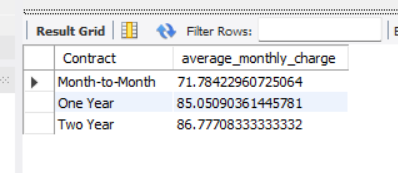 Result Grid Filter Rows:
Contract average_monthly_charge
Month-to-Month 71.78422960725064
One Year 85.05090361445781
Two Year 86.77708333333332